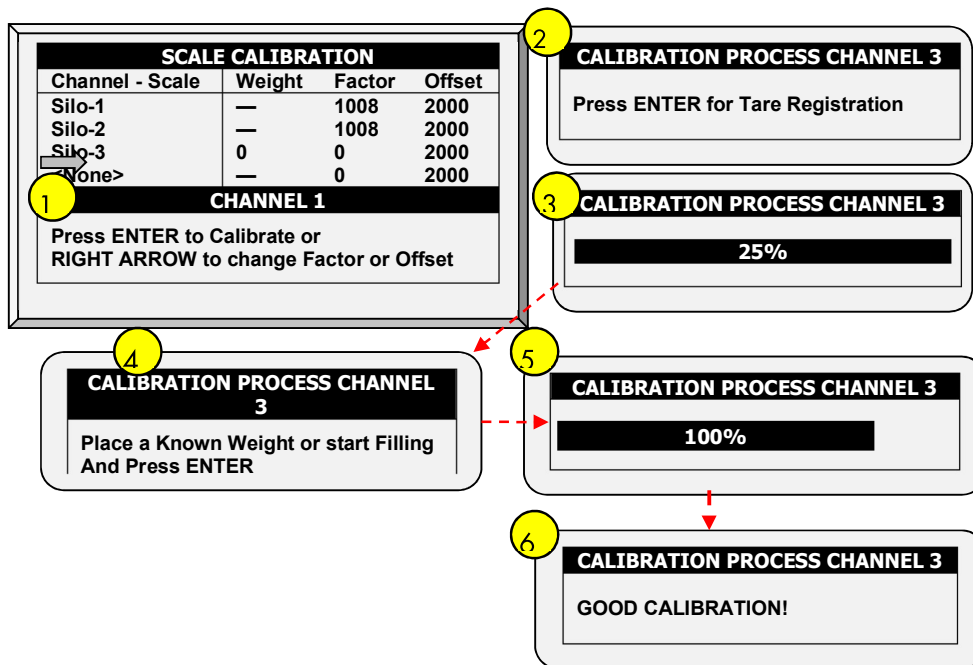 1
SCALE CALIBRATION
Channel - Scale Weight Factor Offset
Silo-1 — 1008 2000
Silo-2 — 1008 2000
Silo-3 0 0 2000
<None> — 0 2000
CHANNEL 1
Press ENTER to Calibrate or
RIGHT ARROW to change Factor or Offset
2
CALIBRATION PROCESS CHANNEL 3
Press ENTER for Tare Registration
3
CALIBRATION PROCESS CHANNEL 3
25%
4
CALIBRATION PROCESS CHANNEL
3
Place a Known Weight or start Filling
And Press ENTER
5
CALIBRATION PROCESS CHANNEL 3
100%
6
CALIBRATION PROCESS CHANNEL 3
GOOD CALIBRATION!